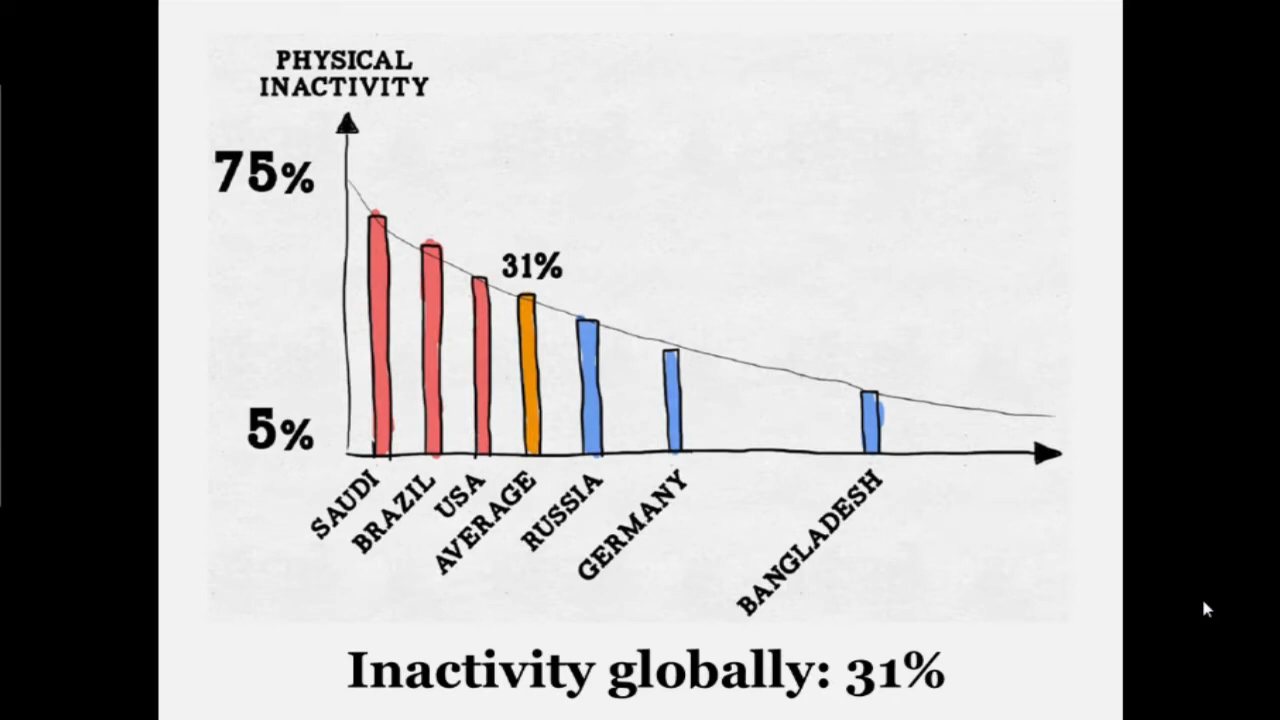 PHYSICAL
INACTIVITY
75%
31%
5%
SAUDI
BRAZIL
USA
AVERAGE
RUSSIA
GERMANY
BANGLADESH
Inactivity globally: 31%